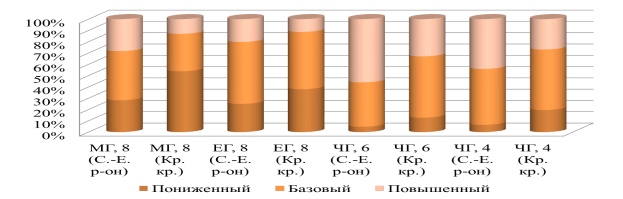 100%
90%
80%
70%
60%
50%
40%
30%
20%
10%
0%
МГ, 8 (С.-Е. р-он)
МГ, 8 (Кр. кр.)
ЕГ, 8 (С.-Е. р-он)
ЕГ, 8 (Кр. кр.)
ЧГ, 6 (С.-Е. р-он)
ЧГ, 6 (Кр. кр.)
ЧГ, 4 (С.-Е. р-он)
ЧГ, 4 (Кр. кр.)
Пониженный Базовый Повышенный